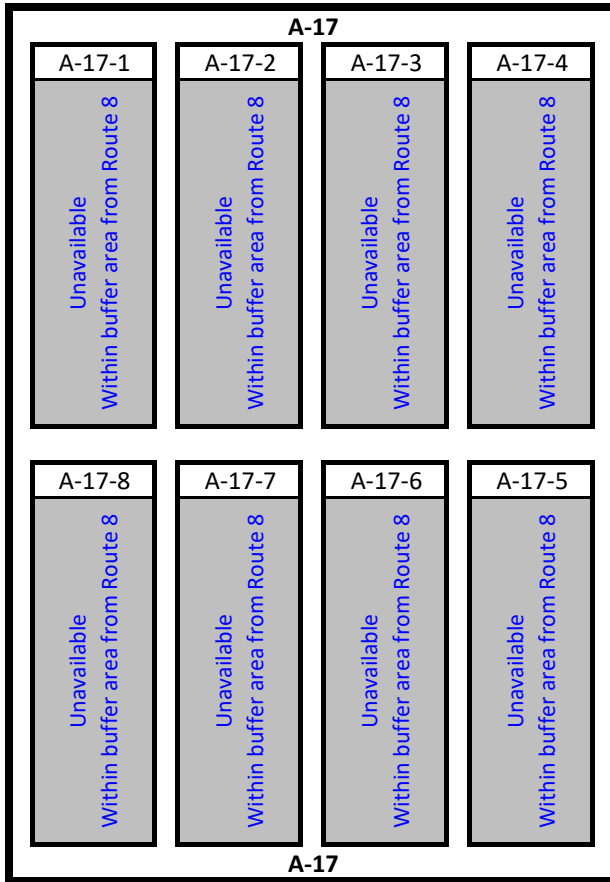 A-17
A-17-1
Unavailable
Within buffer area from Route 8
A-17-2
Unavailable
Within buffer area from Route 8
A-17-3
Unavailable
Within buffer area from Route 8
A-17-4
Unavailable
Within buffer area from Route 8
A-17-8
Unavailable
Within buffer area from Route 8
A-17-7
Unavailable
Within buffer area from Route 8
A-17-6
Unavailable
Within buffer area from Route 8
A-17-5
Unavailable
Within buffer area from Route 8
A-17